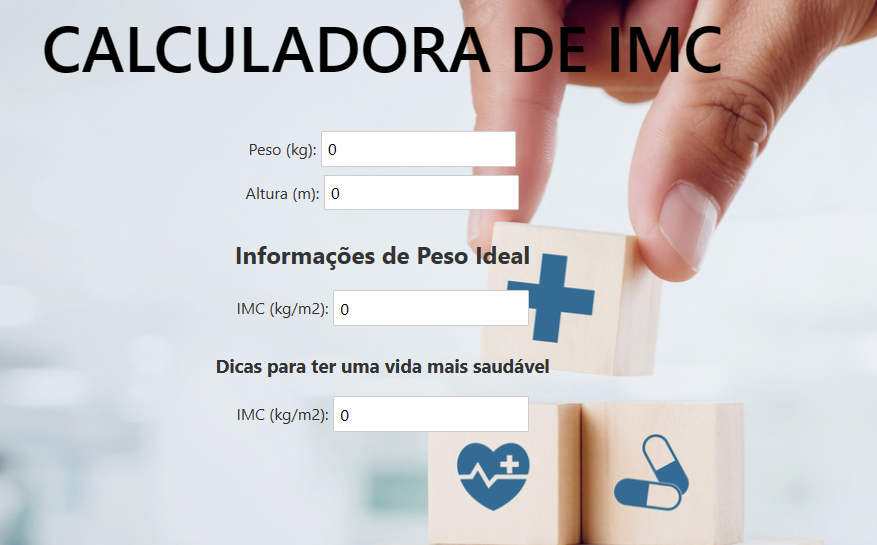 CALCULADORA DE IMC
Peso (kg): 0
Altura (m): 0
Informações de Peso Ideal
IMC (kg/m2): 0
Dicas para ter uma vida mais saudável
IMC (kg/m2): 0